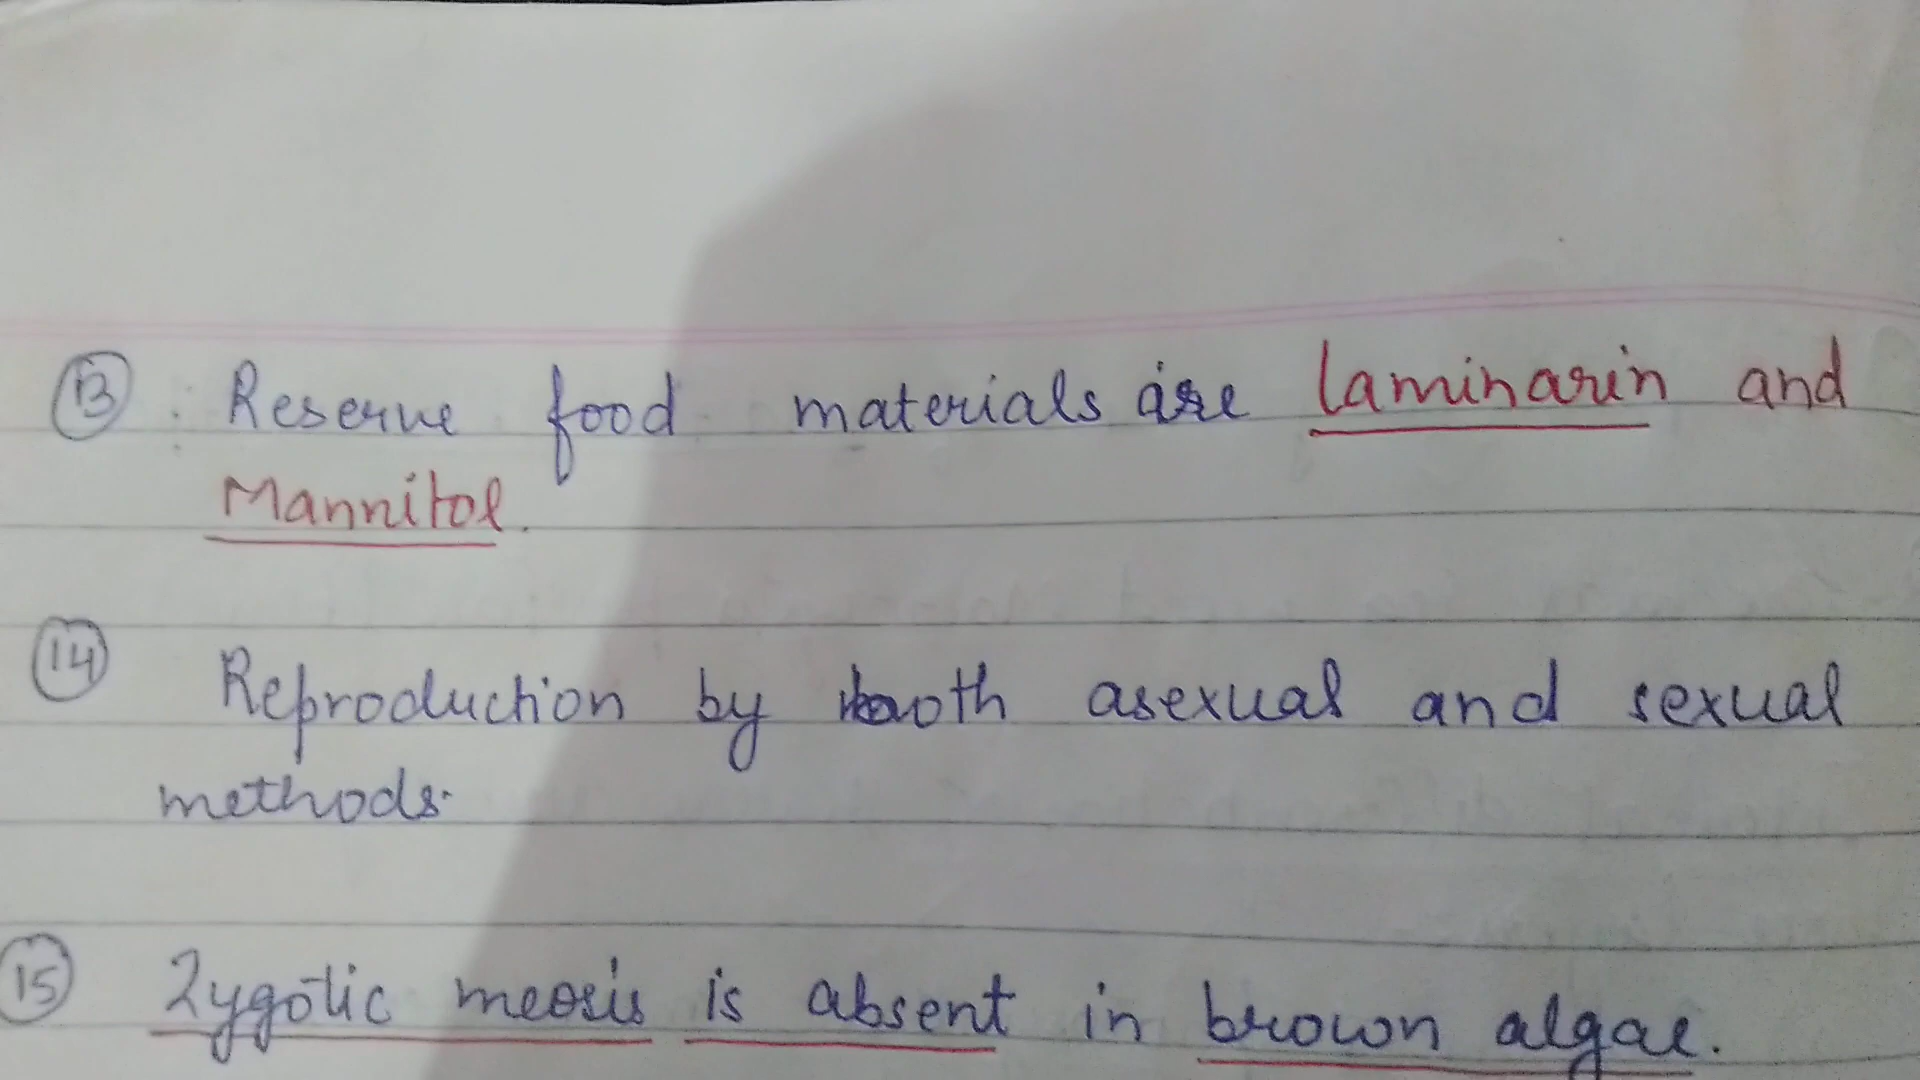 13. Reserve food materials are laminarin and
Mannitol.
14 Reproduction by both asexual and sexual
methods.
15 Zygotic meosis is absent in brown algae.